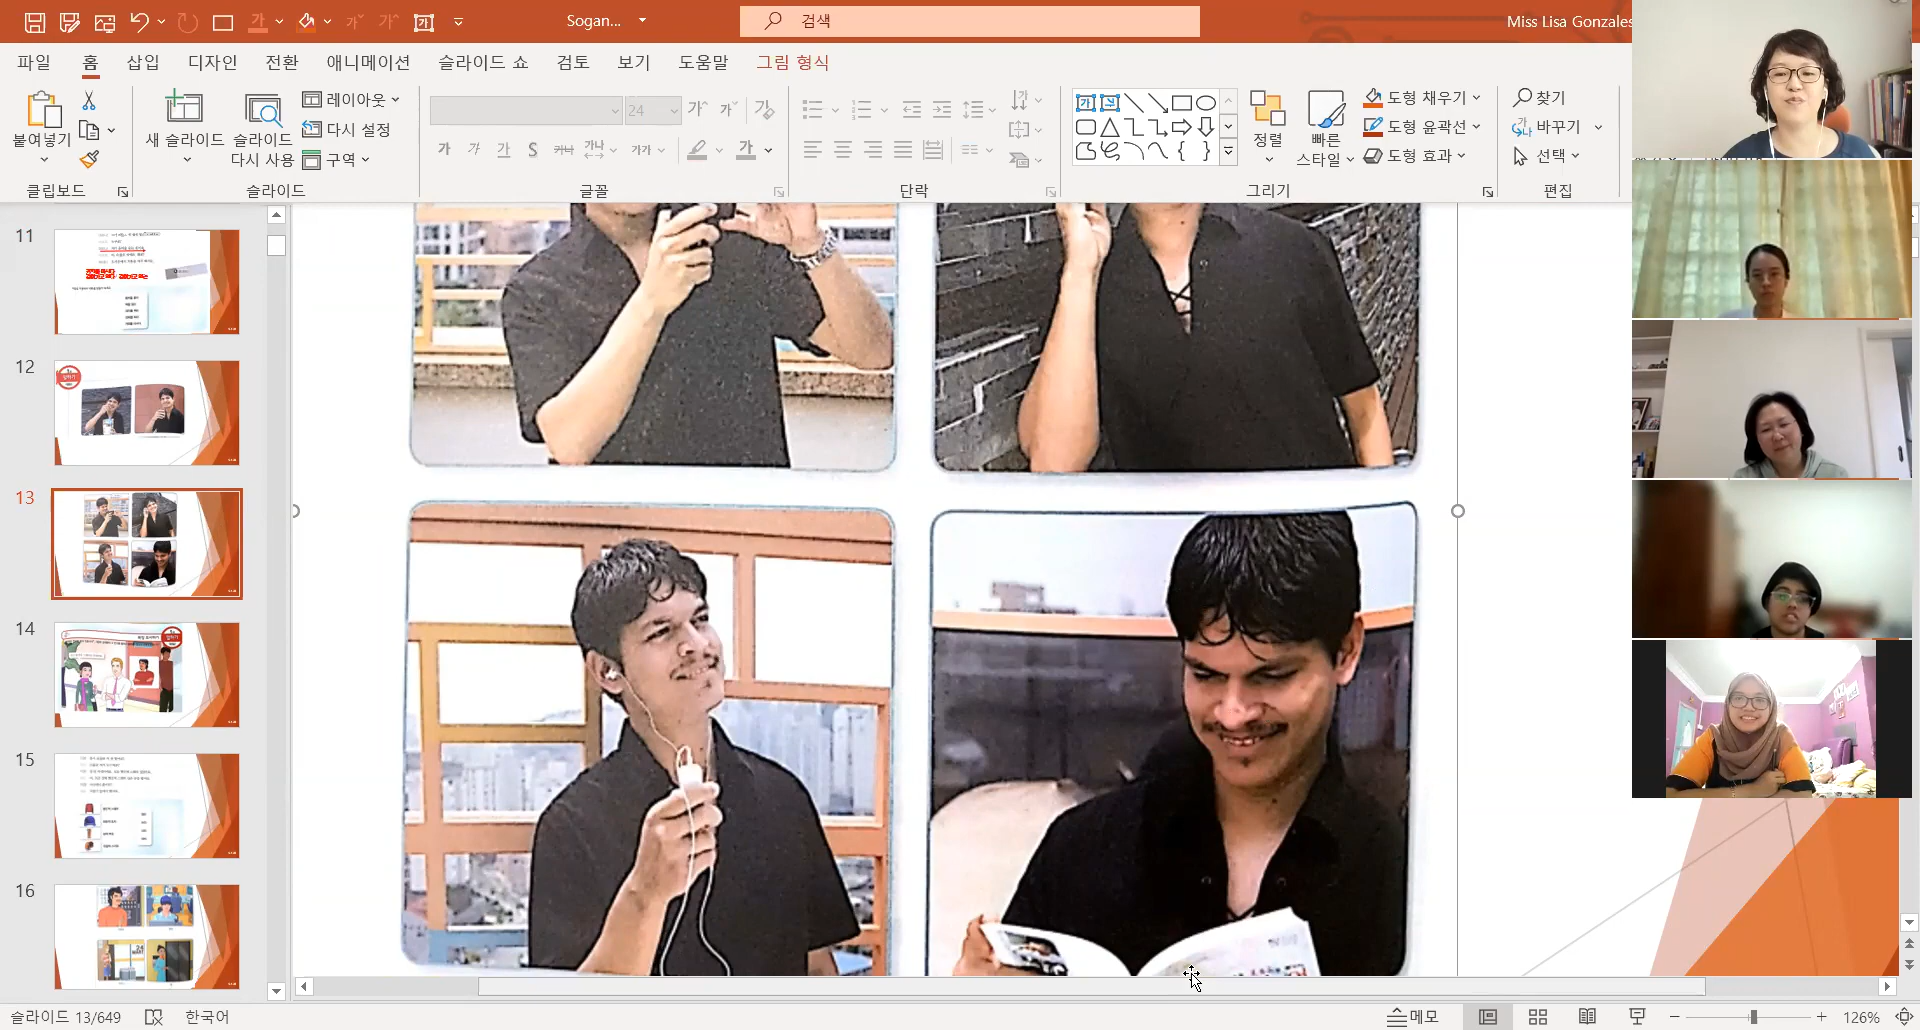 Sogan...
검색
Miss Lisa Gonzales
파일 홈 삽입 디자인 전환 애니메이션 슬라이드 쇼 검토 보기 도움말 그림 형식
붙여넣기
새 슬라이드
슬라이드 다시 사용
레이아웃
다시 설정
구역
24
정렬
빠른 스타일
도형 채우기
도형 윤곽선
도형 효과
찾기
바꾸기
선택
클립보드 슬라이드 글꼴 단락 그리기 편집
11
12
13
14
15
16
슬라이드 13/649 한국어 메모 126%